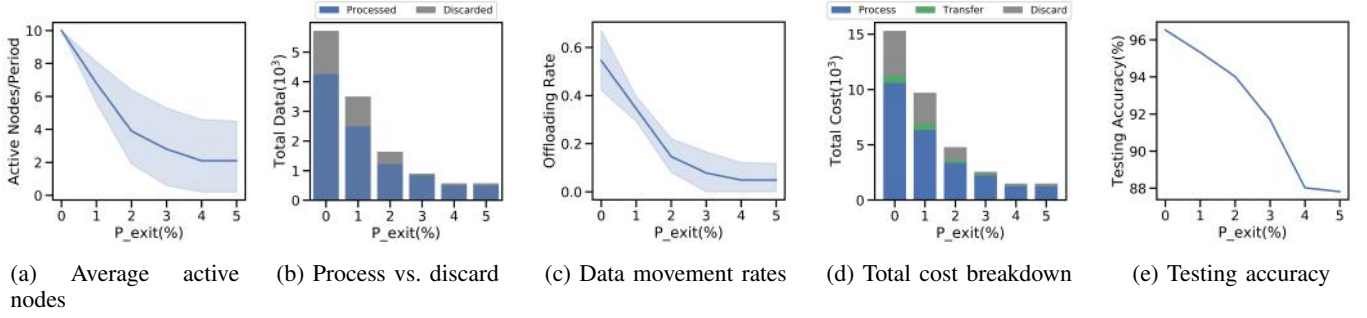 Active Nodes/Period
10
8
6
4
2
0
0 1 2 3 4 5
P_exit(%)
(a) Average active
nodes
Processed Discarded
Total Data(10³)
5
4
3
2
1
0
0 1 2 3 4 5
P_exit(%)
(b) Process vs. discard
Offloading Rate
0.6
0.4
0.2
0.0
0 1 2 3 4 5
P_exit(%)
(c) Data movement rates
Process Transfer Discard
Total Cost(10³)
15
10
5
0
0 1 2 3 4 5
P_exit(%)
(d) Total cost breakdown
Testing Accuracy(%)
96
94
92
90
88
0 1 2 3 4 5
P_exit(%)
(e) Testing accuracy